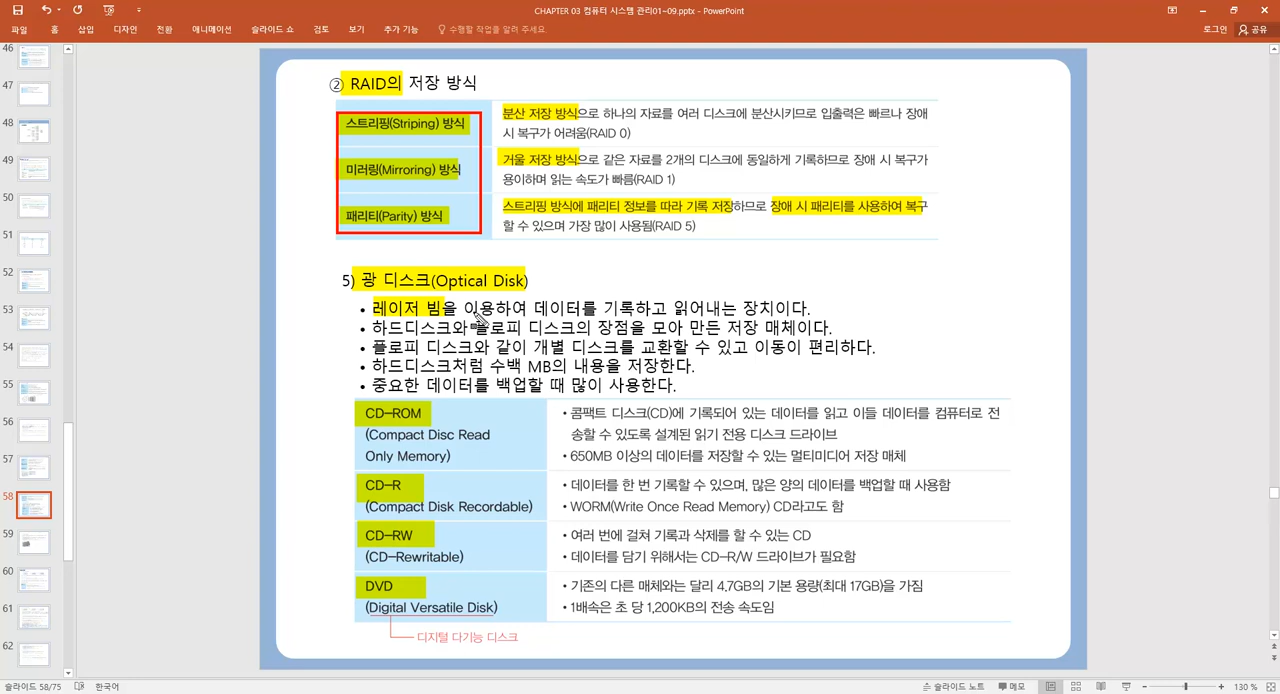 CHAPTER 03 컴퓨터 시스템 관리01~09.pptx - PowerPoint
파일 홈 삽입 디자인 전환 애니메이션 슬라이드 쇼 검토 보기 추가 기능 수행할 작업을 알려 주세요. 로그인 공유
46
47
48
49
50
51
52
53
54
55
56
57
58
59
60
61
62
② RAID의 저장 방식
스트리핑(Striping) 방식
분산 저장 방식으로 하나의 자료를 여러 디스크에 분산시키므로 입출력은 빠르나 장애
시 복구가 어려움(RAID 0)
미러링(Mirroring) 방식
거울 저장 방식으로 같은 자료를 2개의 디스크에 동일하게 기록하므로 장애 시 복구가
용이하며 읽는 속도가 빠름(RAID 1)
패리티(Parity) 방식
스트리핑 방식에 패리티 정보를 따라 기록 저장하므로 장애 시 패리티를 사용하여 복구
할 수 있으며 가장 많이 사용됨(RAID 5)
5) 광 디스크(Optical Disk)
• 레이저 빔을 이용하여 데이터를 기록하고 읽어내는 장치이다.
• 하드디스크와 플로피 디스크의 장점을 모아 만든 저장 매체이다.
• 플로피 디스크와 같이 개별 디스크를 교환할 수 있고 이동이 편리하다.
• 하드디스크처럼 수백 MB의 내용을 저장한다.
• 중요한 데이터를 백업할 때 많이 사용한다.
CD-ROM
(Compact Disc Read
Only Memory)
• 콤팩트 디스크(CD)에 기록되어 있는 데이터를 읽고 이들 데이터를 컴퓨터로 전
송할 수 있도록 설계된 읽기 전용 디스크 드라이브
• 650MB 이상의 데이터를 저장할 수 있는 멀티미디어 저장 매체
CD-R
(Compact Disk Recordable)
• 데이터를 한 번 기록할 수 있으며, 많은 양의 데이터를 백업할 때 사용함
• WORM(Write Once Read Memory) CD라고도 함
CD-RW
(CD-Rewritable)
• 여러 번에 걸쳐 기록과 삭제를 할 수 있는 CD
• 데이터를 담기 위해서는 CD-R/W 드라이브가 필요함
DVD
(Digital Versatile Disk)
• 기존의 다른 매체와는 달리 4.7GB의 기본 용량(최대 17GB)을 가짐
• 1배속은 초 당 1,200KB의 전송 속도임
디지털 다기능 디스크
슬라이드 58/75 한국어 슬라이드 노트 메모 130 %